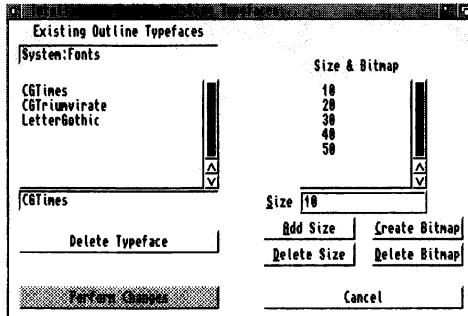 Existing Outline Typefaces
System:Fonts
Size & Bitmap
CGTimes
CGTriumvirate
LetterGothic
10
20
30
40
50
CGTimes
Size 10
Delete Typeface
Add Size
Create Bitmap
Delete Size
Delete Bitmap
Perform Changes
Cancel